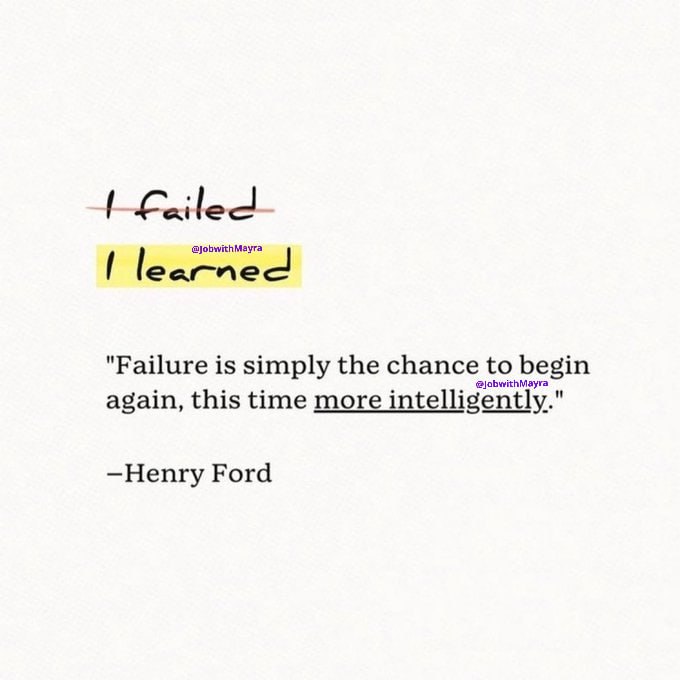 I failed
@JobwithMayra
I learned
"Failure is simply the chance to begin
@JobwithMayra
again, this time more intelligently."
–Henry Ford